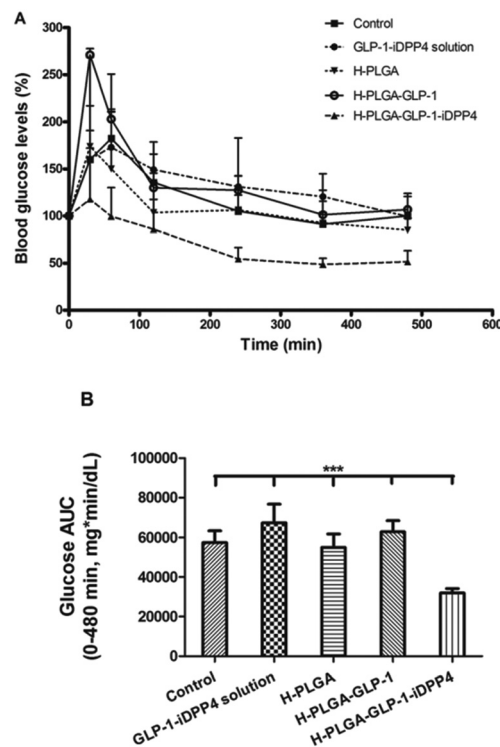 A
Control
GLP-1-iDPP4 solution
H-PLGA
H-PLGA-GLP-1
H-PLGA-GLP-1-iDPP4
Blood glucose levels (%)
300
250
200
150
100
50
0
0 100 200 300 400 500 600
Time (min)
B
***
Glucose AUC
(0-480 min, mg*min/dL)
100000
80000
60000
40000
20000
Control
GLP-1-iDPP4 solution
H-PLGA
H-PLGA-GLP-1
H-PLGA-GLP-1-iDPP4